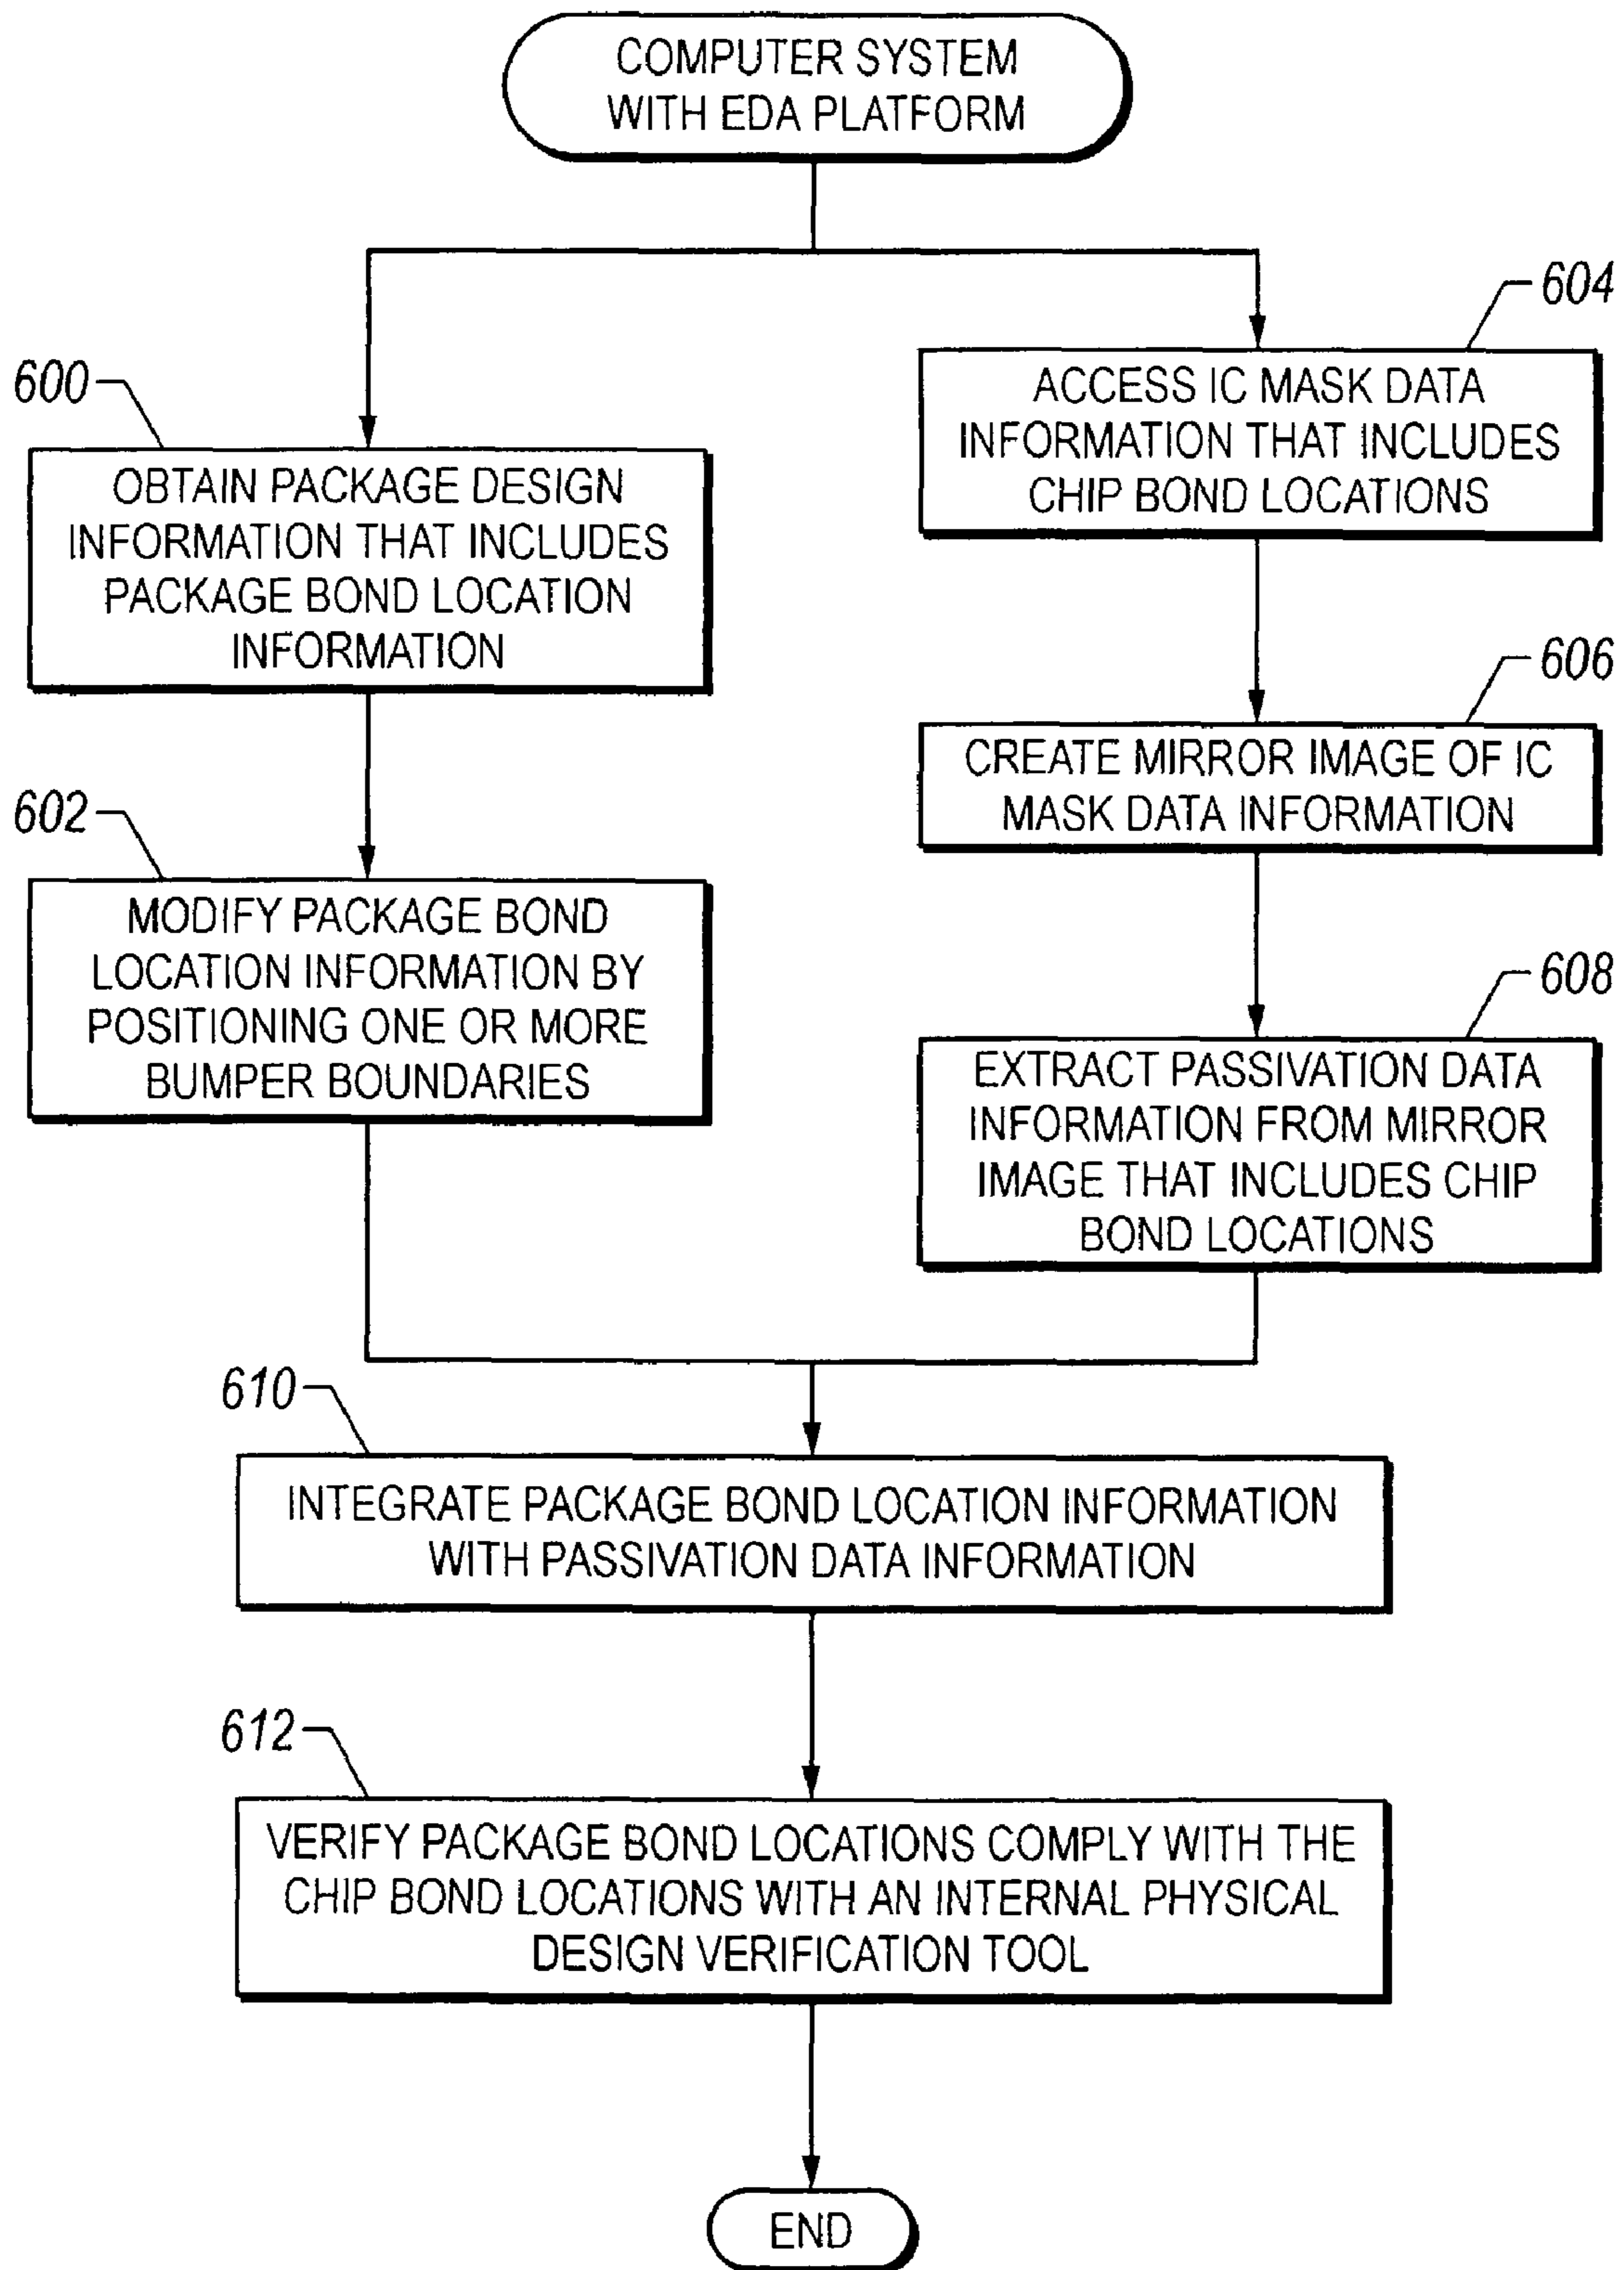 COMPUTER SYSTEM
WITH EDA PLATFORM
600
OBTAIN PACKAGE DESIGN
INFORMATION THAT INCLUDES
PACKAGE BOND LOCATION
INFORMATION
602
MODIFY PACKAGE BOND
LOCATION INFORMATION BY
POSITIONING ONE OR MORE
BUMPER BOUNDARIES
604
ACCESS IC MASK DATA
INFORMATION THAT INCLUDES
CHIP BOND LOCATIONS
606
CREATE MIRROR IMAGE OF IC
MASK DATA INFORMATION
608
EXTRACT PASSIVATION DATA
INFORMATION FROM MIRROR
IMAGE THAT INCLUDES CHIP
BOND LOCATIONS
610
INTEGRATE PACKAGE BOND LOCATION INFORMATION
WITH PASSIVATION DATA INFORMATION
612
VERIFY PACKAGE BOND LOCATIONS COMPLY WITH THE
CHIP BOND LOCATIONS WITH AN INTERNAL PHYSICAL
DESIGN VERIFICATION TOOL
END